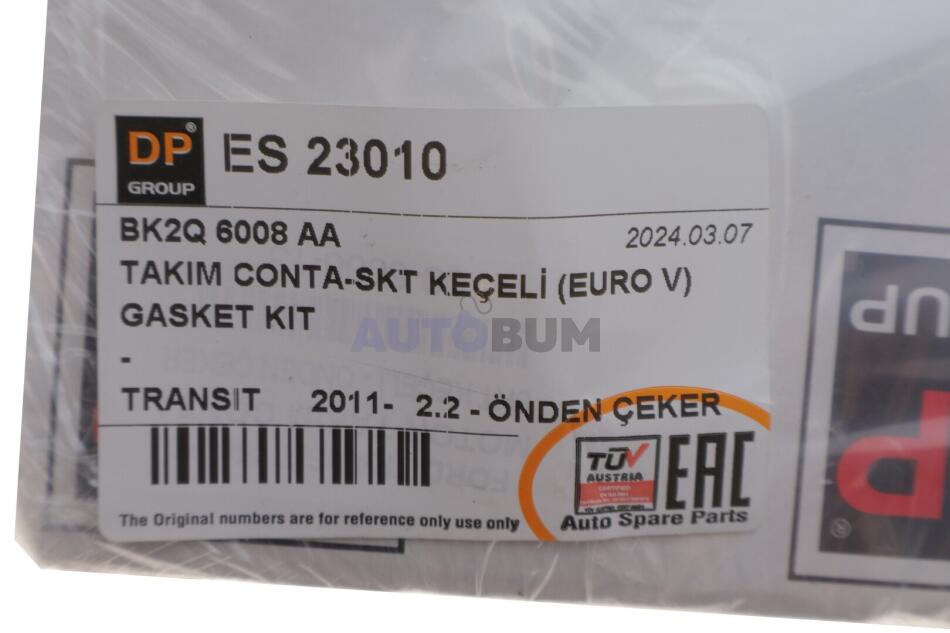 DP® GROUP
ES 23010
BK2Q 6008 AA 2024.03.07
TAKIM CONTA-SKT KEÇELİ (EURO V)
GASKET KIT
AUTOBUM
-
TRANSIT 2011- 2.2 - ÖNDEN ÇEKER
TÜV
AUSTRIA
EAC
Auto Spare Parts
The Original numbers are for reference only use only
UP
P
®